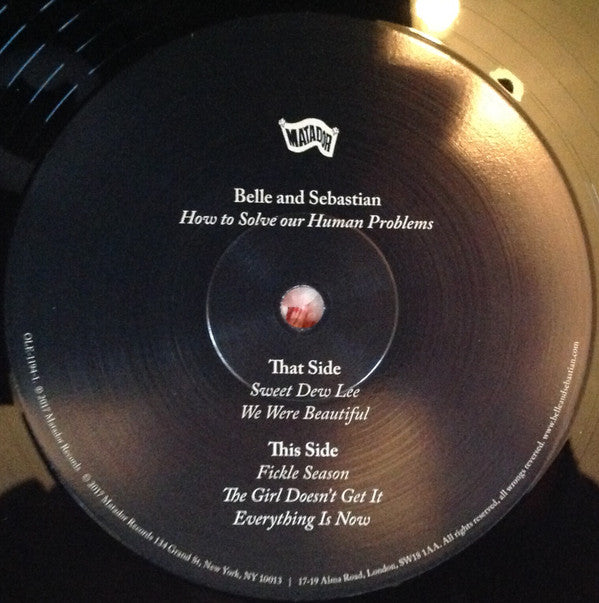 MATADOR
Belle and Sebastian
How to Solve our Human Problems
That Side
Sweet Dew Lee
We Were Beautiful
This Side
Fickle Season
The Girl Doesn't Get It
Everything Is Now
OLE-1194-1 ℗ 2017 Matador Records © 2017 Matador Records 134 Grand St, New York, NY 10013 | 17-19 Alma Road, London, SW18 1AA. All rights reserved, all wrongs reversed. www.belleandsebastian.com